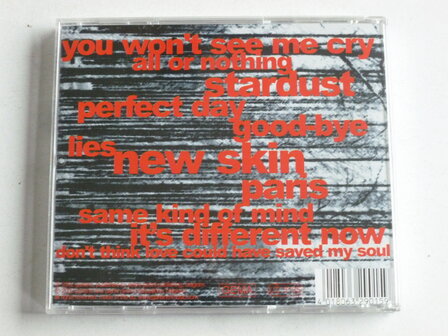 you won't see me cry
all or nothing
stardust
perfect day
good-bye
lies
new skin
paris
same kind of mind
it's different now
don't think love could have saved my soul